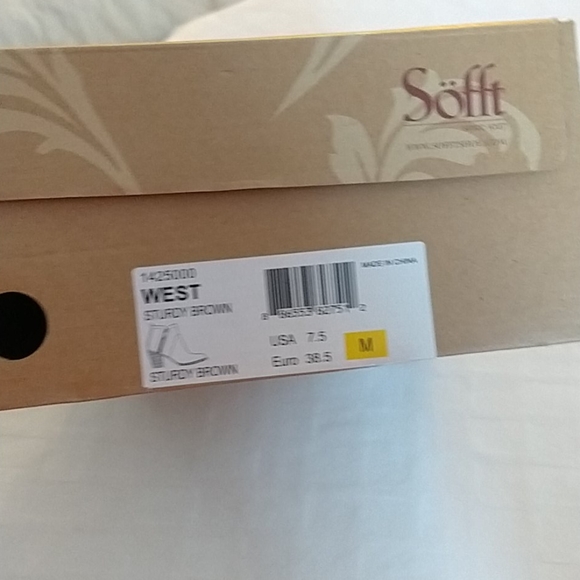 Söfft
1425000
WEST
STURDY BROWN
MADE IN CHINA
USA 7.5
Euro 38.5
M
STURDY BROWN